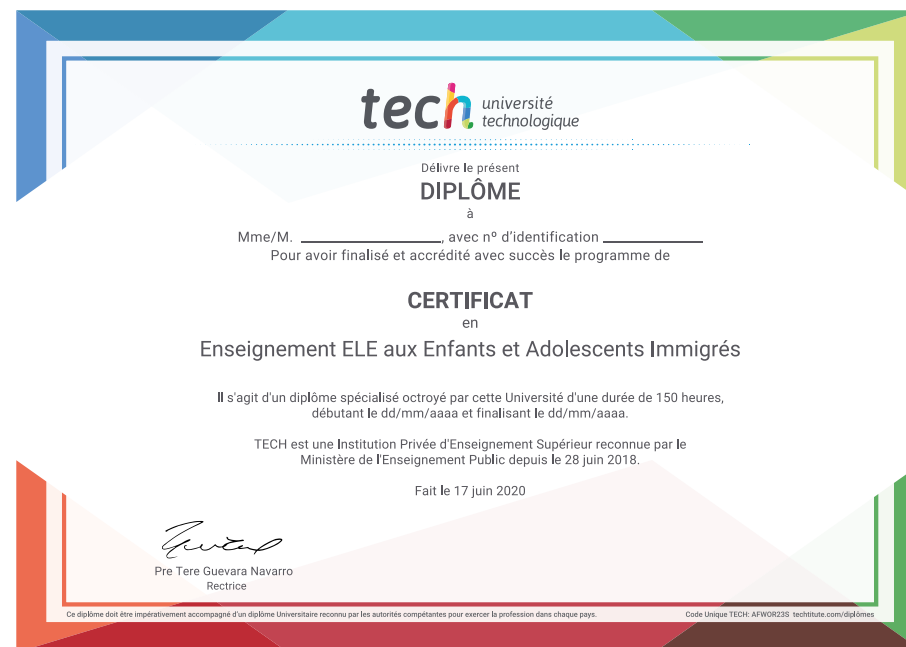 tech université
technologique
Délivre le présent
DIPLÔME
à
Mme/M. ____________________, avec nº d'identification ______________
Pour avoir finalisé et accrédité avec succès le programme de
CERTIFICAT
en
Enseignement ELE aux Enfants et Adolescents Immigrés
Il s'agit d'un diplôme spécialisé octroyé par cette Université d'une durée de 150 heures,
débutant le dd/mm/aaaa et finalisant le dd/mm/aaaa.
TECH est une Institution Privée d'Enseignement Supérieur reconnue par le
Ministère de l'Enseignement Public depuis le 28 juin 2018.
Fait le 17 juin 2020
Pre Tere Guevara Navarro
Rectrice
Ce diplôme doit être impérativement accompagné d'un diplôme Universitaire reconnu par les autorités compétantes pour exercer la profession dans chaque pays. Code Unique TECH: AFWOR23S techtitute.com/diplômes